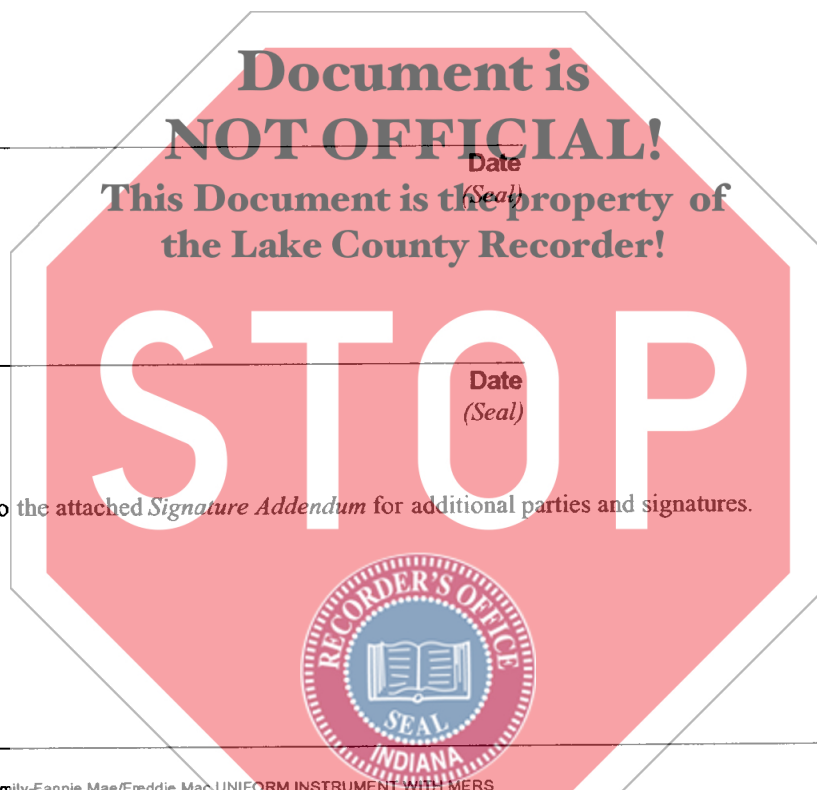 Document is
NOT OFFICIAL!
Date
(Seal)
This Document is the property of
the Lake County Recorder!
STOP
Date
(Seal)
o the attached Signature Addendum for additional parties and signatures.
RECORDER'S OFFICE
SEAL
INDIANA
mily-Fannie Mae/Freddie Mac UNIFORM INSTRUMENT WITH MERS